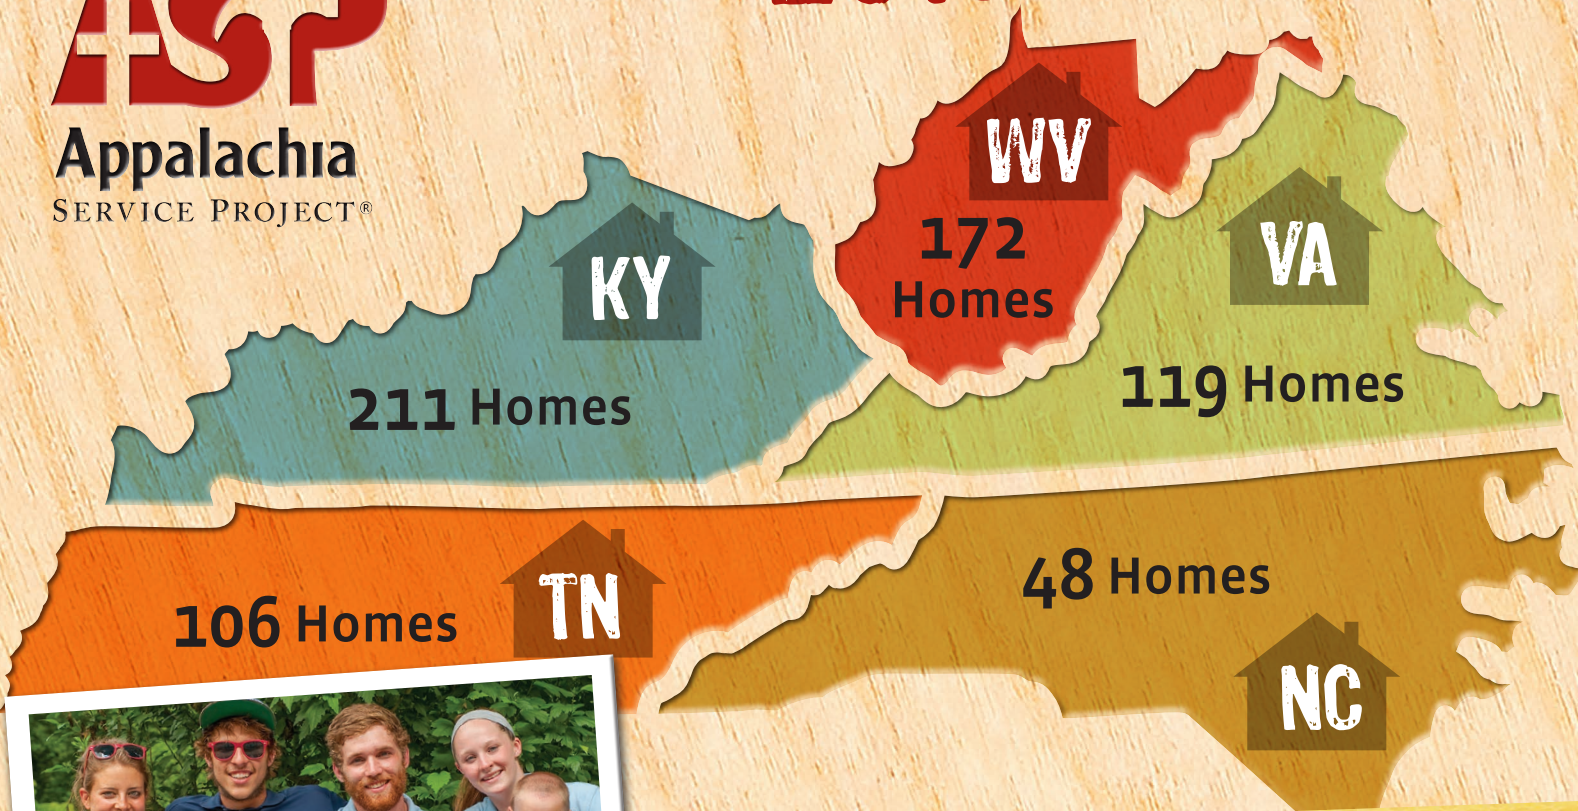 ASP
Appalachia
SERVICE PROJECT®
WV
172
Homes
KY
211 Homes
VA
119 Homes
TN
106 Homes
48 Homes
NC